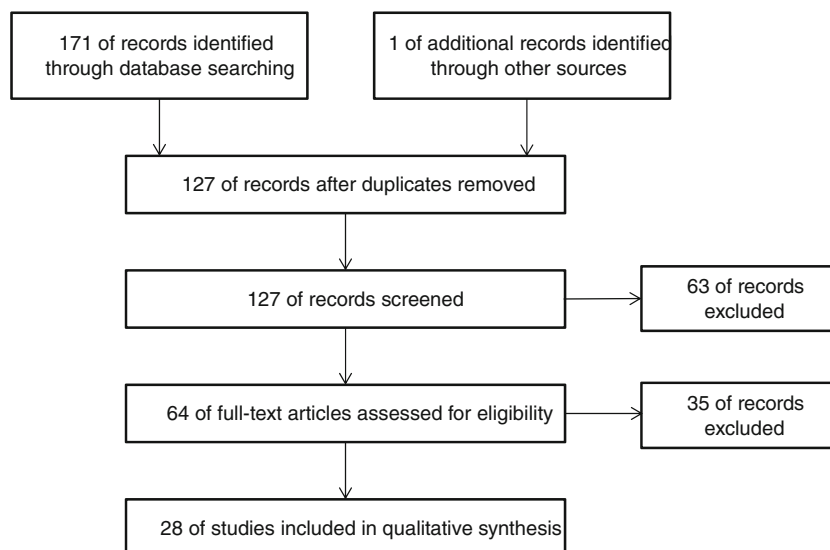 171 of records identified
through database searching
1 of additional records identified
through other sources
127 of records after duplicates removed
127 of records screened
63 of records
excluded
64 of full-text articles assessed for eligibility
35 of records
excluded
28 of studies included in qualitative synthesis